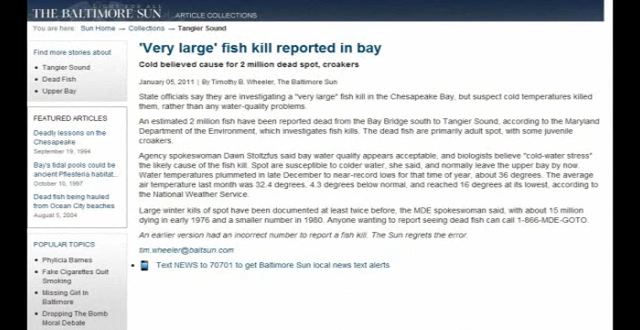 THE BALTIMORE SUN ARTICLE COLLECTIONS
You are here: Sun Home → Collections → Tangier Sound
Find more stories about
Tangier Sound
Dead Fish
Upper Bay
FEATURED ARTICLES
Deadly lessons on the
Chesapeake
September 19, 1994
Bay's tidal pools could be
ancient Pfiesteria habitat...
October 10, 1997
Dead fish being hauled
from Ocean City beaches
August 5, 2004
POPULAR TOPICS
Phylicia Barnes
Fake Cigarettes Quit
Smoking
Missing Girl In
Baltimore
Dropping The Bomb
Moral Debate
'Very large' fish kill reported in bay
Cold believed cause for 2 million dead spot, croakers
January 05, 2011 | By Timothy B. Wheeler, The Baltimore Sun
State officials say they are investigating a "very large" fish kill in the Chesapeake Bay, but suspect cold temperatures killed
them, rather than any water-quality problems.
An estimated 2 million fish have been reported dead from the Bay Bridge south to Tangier Sound, according to the Maryland
Department of the Environment, which investigates fish kills. The dead fish are primarily adult spot, with some juvenile
croakers.
Agency spokeswoman Dawn Stoltzfus said bay water quality appears acceptable, and biologists believe "cold-water stress"
the likely cause of the fish kill. Spot are susceptible to colder water, she said, and normally leave the upper bay by now.
Water temperatures plummeted in late December to near-record lows for that time of year, about 36 degrees. The average
air temperature last month was 32.4 degrees, 4.3 degrees below normal, and reached 16 degrees at its lowest, according to
the National Weather Service.
Large winter kills of spot have been documented at least twice before, the MDE spokeswoman said, with about 15 million
dying in early 1976 and a smaller number in 1980. Anyone wanting to report seeing dead fish can call 1-866-MDE-GOTO.
An earlier version had an incorrect number to report a fish kill. The Sun regrets the error.
tim.wheeler@baltsun.com
Text NEWS to 70701 to get Baltimore Sun local news text alerts